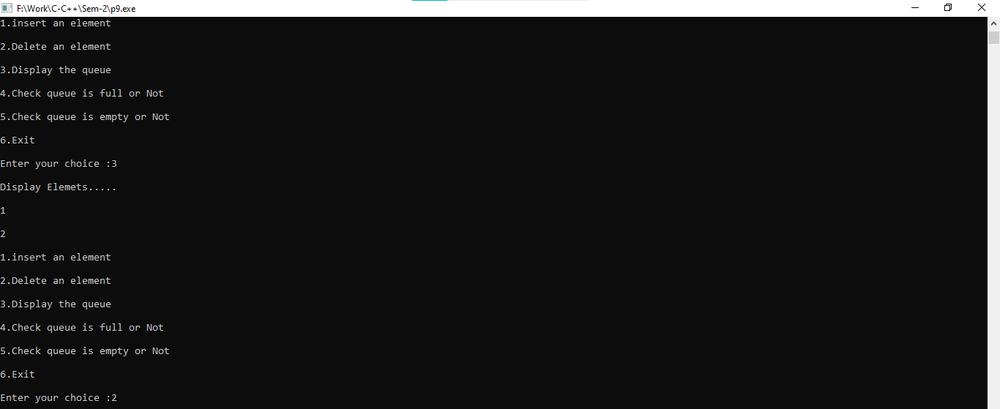 F:\Work\C-C++\Sem-2\p9.exe
1.insert an element
2.Delete an element
3.Display the queue
4.Check queue is full or Not
5.Check queue is empty or Not
6.Exit
Enter your choice :3
Display Elemets.....
1
2
1.insert an element
2.Delete an element
3.Display the queue
4.Check queue is full or Not
5.Check queue is empty or Not
6.Exit
Enter your choice :2